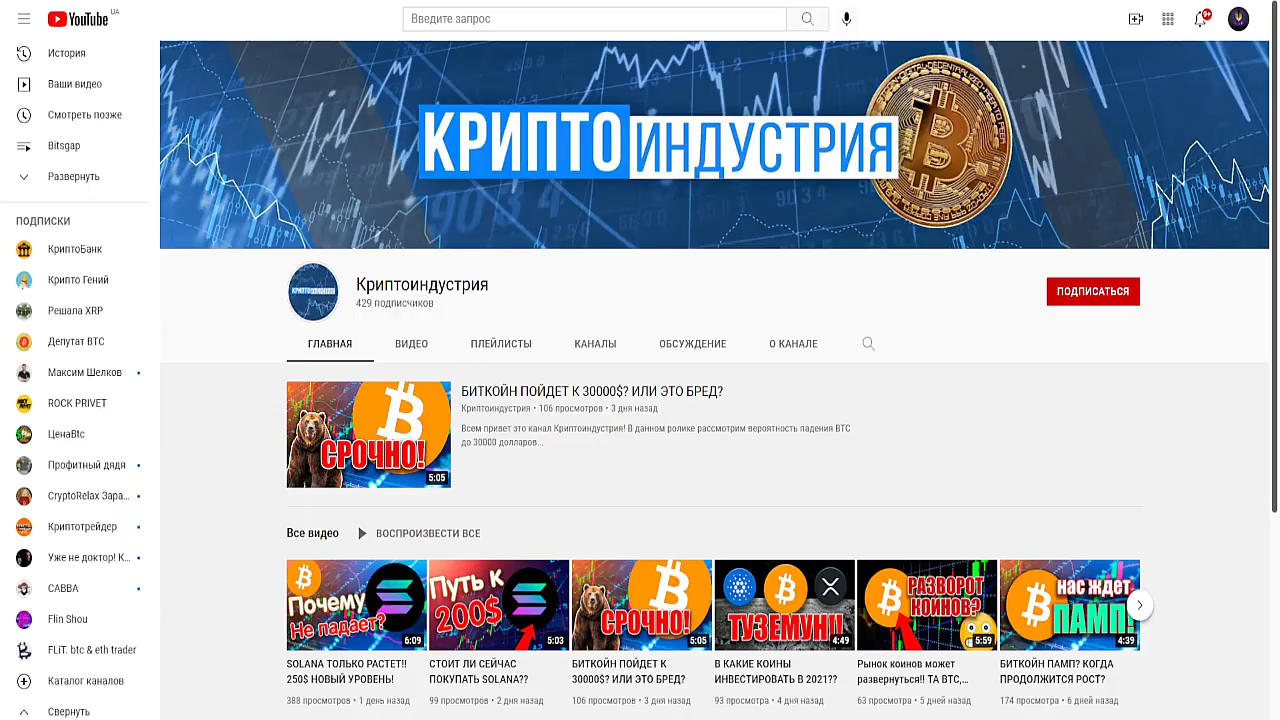 YouTube UA
Введите запрос
9+
История
Ваши видео
Смотреть позже
Bitsgap
Развернуть
ПОДПИСКИ
КриптоБанк
Крипто Гений
Решала XRP
Депутат BTC
Максим Шелков
ROCK PRIVET
ЦенаBtc
Профитный дядя
CryptoRelax Зара...
Криптотрейдер
Уже не доктор! К...
САВВА
Flin Shou
FLiT. btc & eth trader
Каталог каналов
Свернуть
КРИПТОИНДУСТРИЯ
Криптоиндустрия
429 подписчиков
ПОДПИСАТЬСЯ
ГЛАВНАЯ ВИДЕО ПЛЕЙЛИСТЫ КАНАЛЫ ОБСУЖДЕНИЕ О КАНАЛЕ
СРОЧНО!
5:05
БИТКОЙН ПОЙДЕТ К 30000$? ИЛИ ЭТО БРЕД?
Криптоиндустрия • 106 просмотров • 3 дня назад
Всем привет это канал Криптоиндустрия! В данном ролике рассмотрим вероятность падения BTC
до 30000 долларов...
Все видео ВОСПРОИЗВЕСТИ ВСЕ
Почему
Не падает?
6:09
SOLANA ТОЛЬКО РАСТЕТ!!
250$ НОВЫЙ УРОВЕНЬ!
388 просмотров • 1 день назад
Путь к
200$
5:03
СТОИТ ЛИ СЕЙЧАС
ПОКУПАТЬ SOLANA??
99 просмотров • 2 дня назад
СРОЧНО!
5:05
БИТКОЙН ПОЙДЕТ К
30000$? ИЛИ ЭТО БРЕД?
106 просмотров • 3 дня назад
ТУЗЕМУН!!
4:49
В КАКИЕ КОИНЫ
ИНВЕСТИРОВАТЬ В 2021??
93 просмотра • 4 дня назад
РАЗВОРОТ
КОИНОВ?
5:59
Рынок коинов может
развернуться!! ТА BTC,...
63 просмотра • 5 дней назад
нас ждет
ПАМП!
4:39
БИТКОЙН ПАМП? КОГДА
ПРОДОЛЖИТСЯ РОСТ?
174 просмотра • 6 дней назад